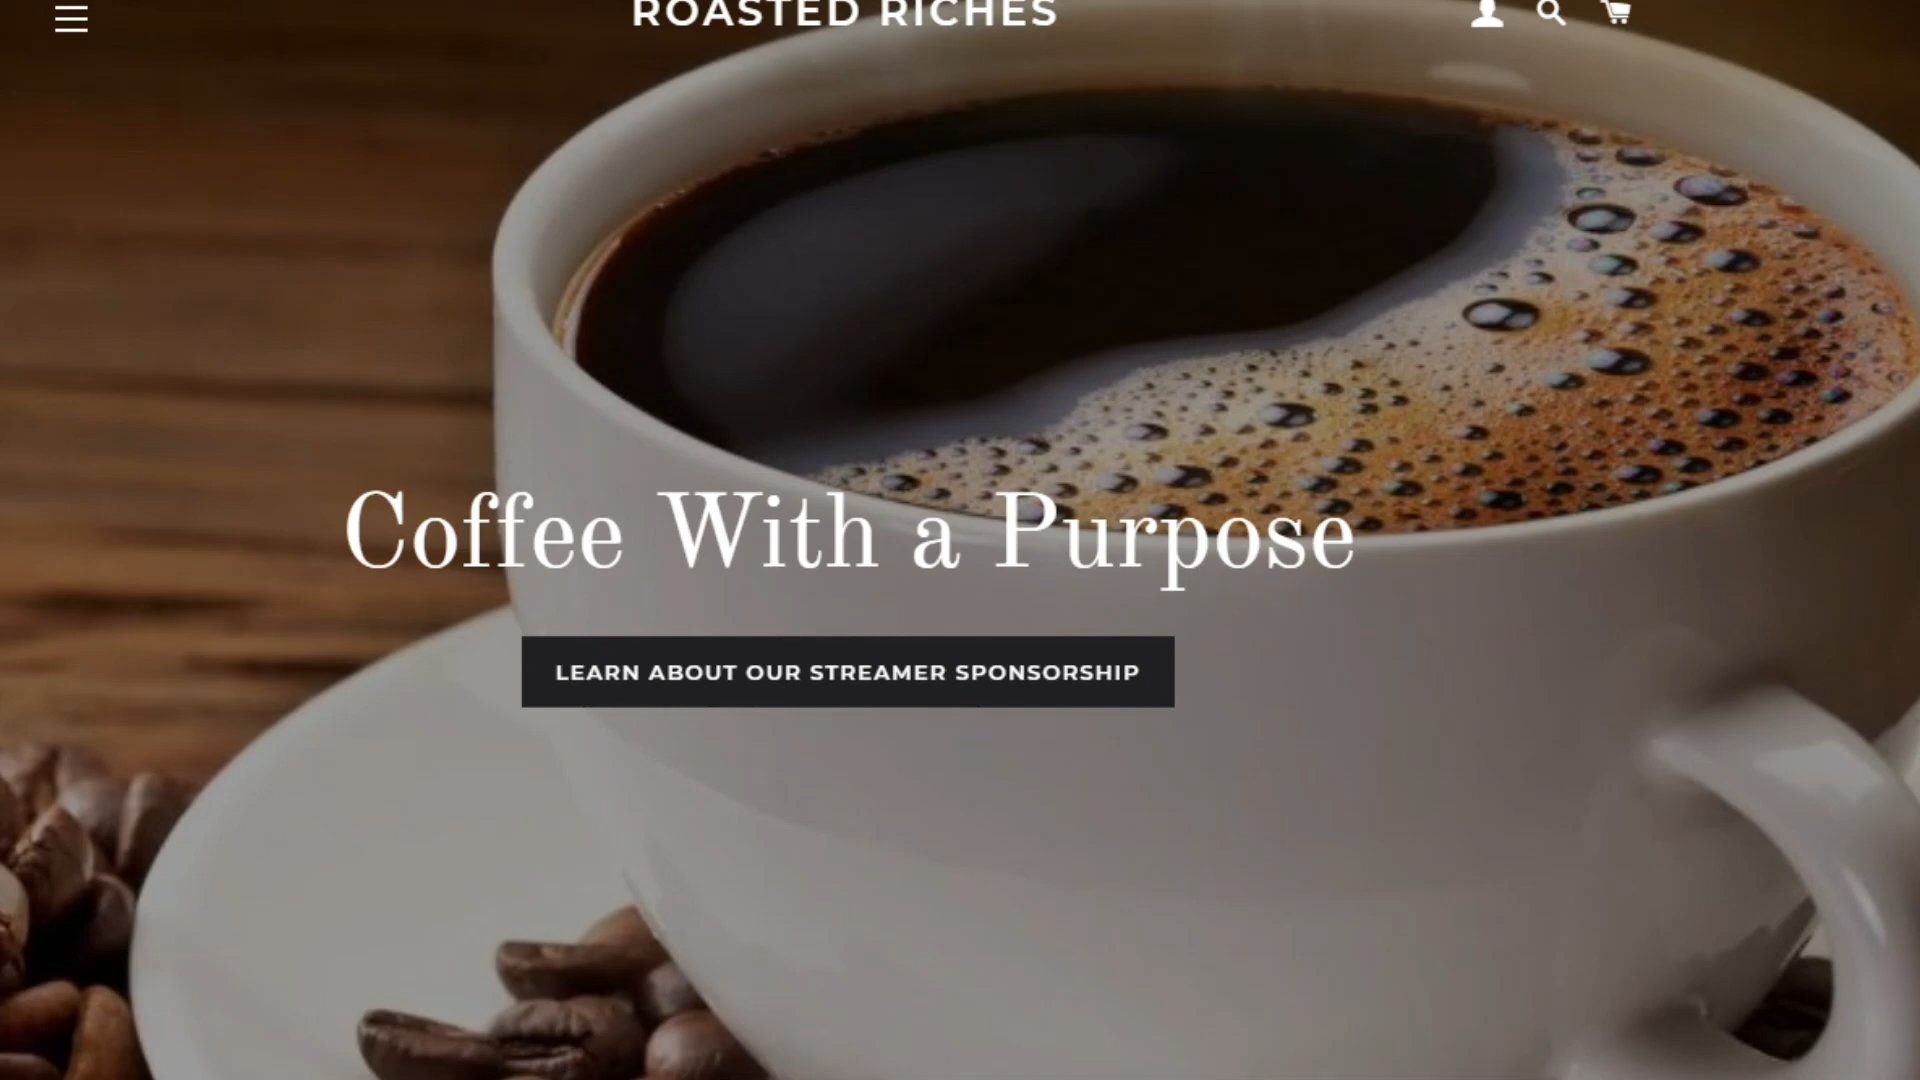 ROASTED RICHES
Coffee With a Purpose
LEARN ABOUT OUR STREAMER SPONSORSHIP